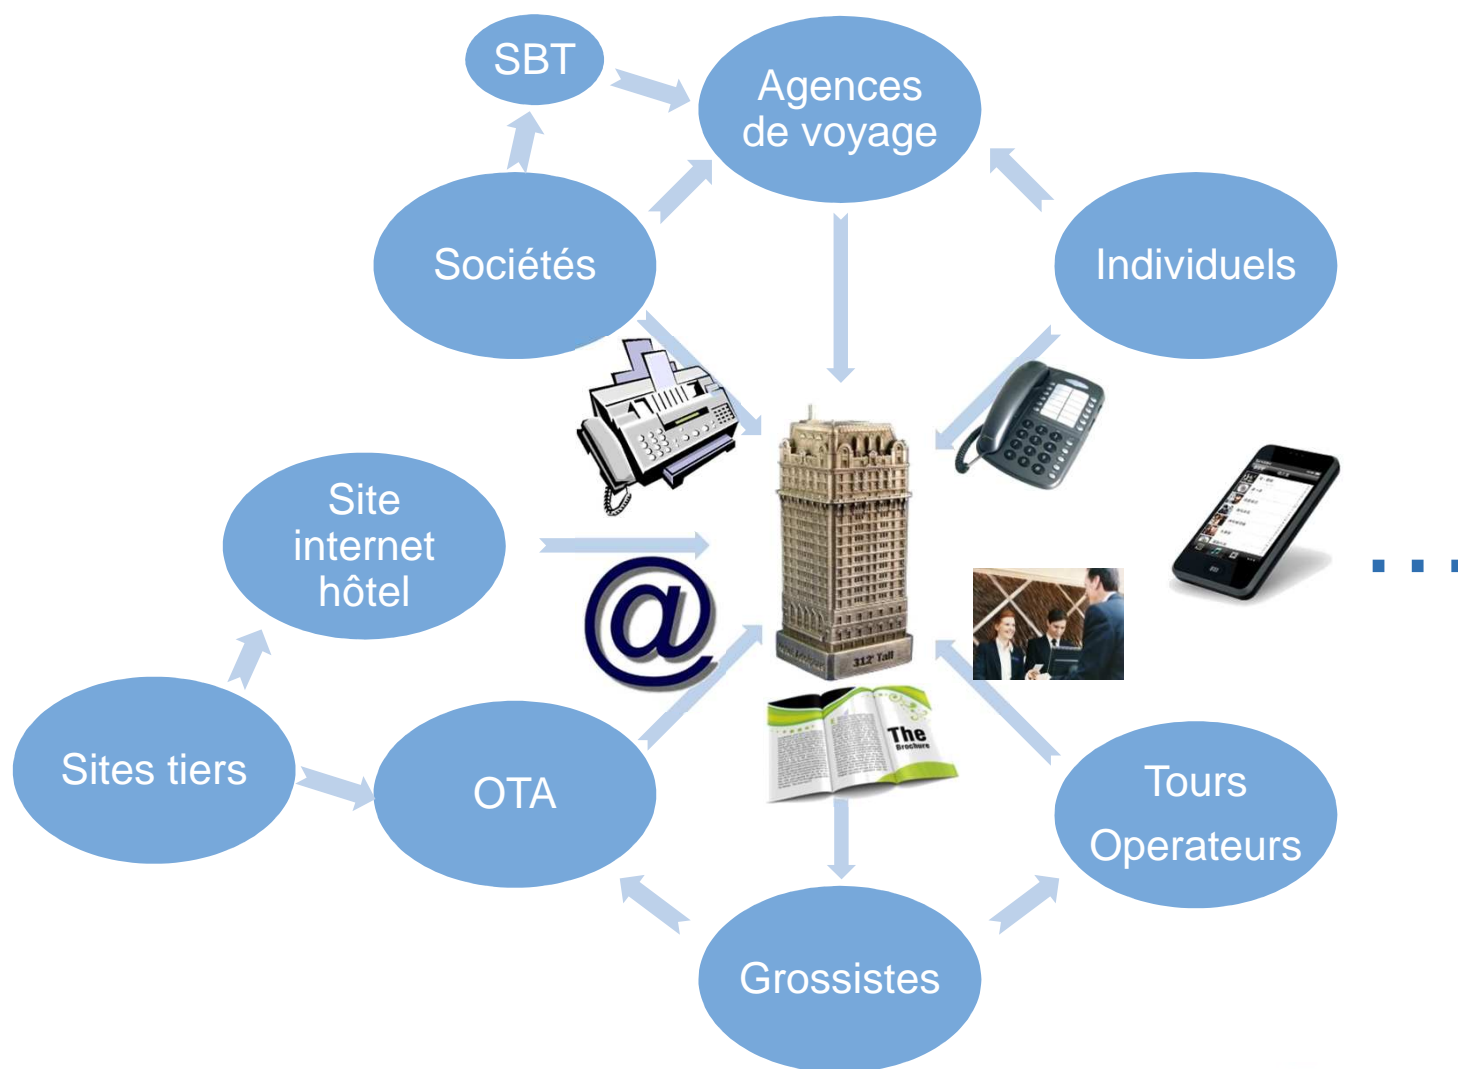 SBT
Agences
de voyage
Sociétés
Individuels
Site
internet
hôtel
@
312' Tall
The
Brochure
Sites tiers
OTA
Tours
Operateurs
Grossistes